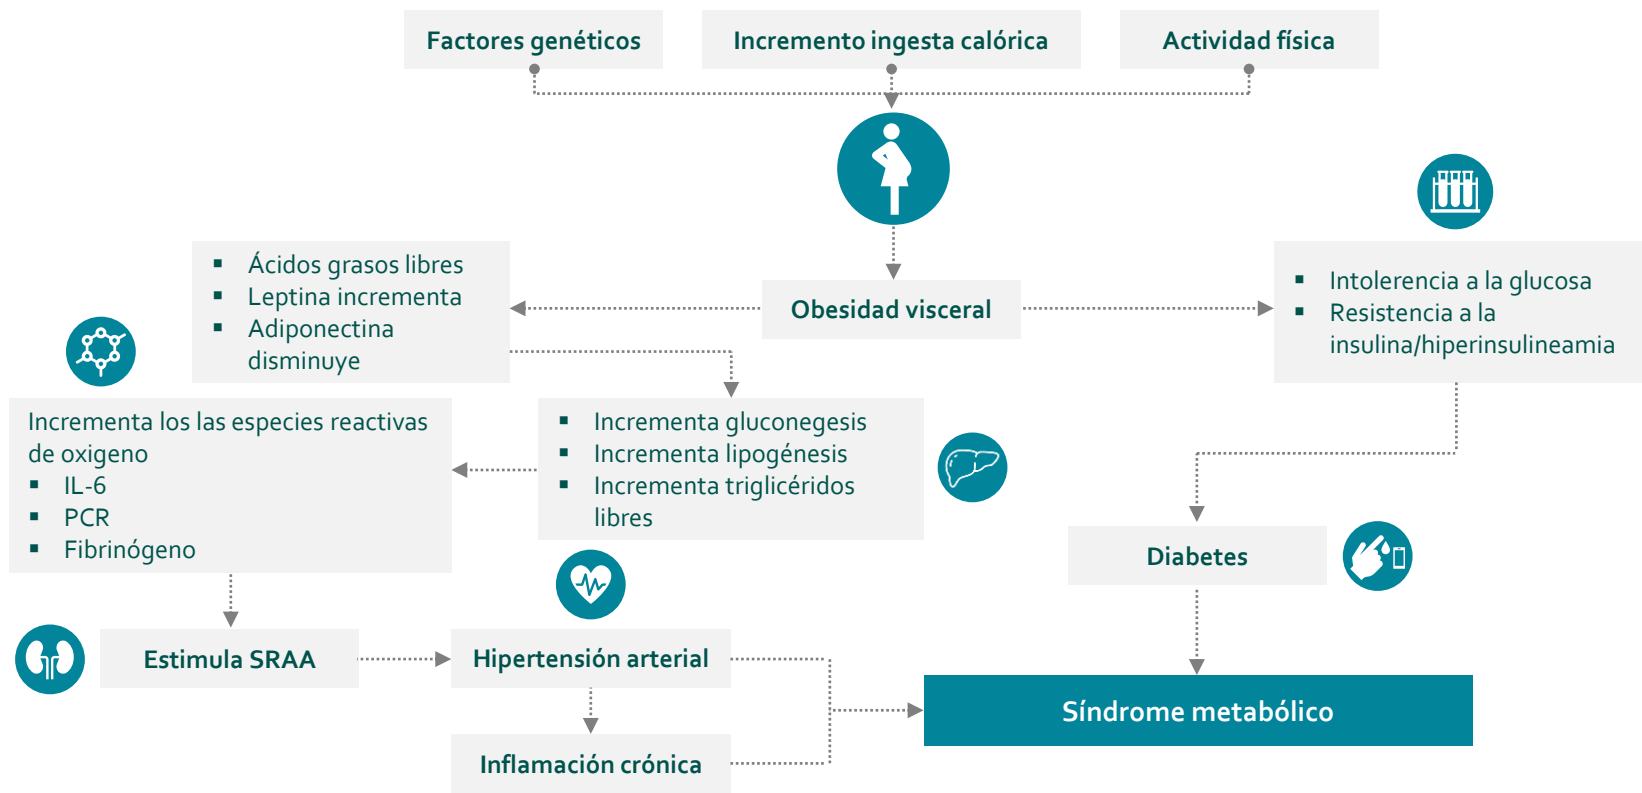 Factores genéticos
Incremento ingesta calórica
Actividad física
▪ Ácidos grasos libres
▪ Leptina incrementa
▪ Adiponectina
disminuye
Obesidad visceral
▪ Intolerencia a la glucosa
▪ Resistencia a la
insulina/hiperinsulineamia
Incrementa los las especies reactivas
de oxigeno
▪ IL-6
▪ PCR
▪ Fibrinógeno
▪ Incrementa gluconegesis
▪ Incrementa lipogénesis
▪ Incrementa triglicéridos
libres
Diabetes
Estimula SRAA
Hipertensión arterial
Síndrome metabólico
Inflamación crónica